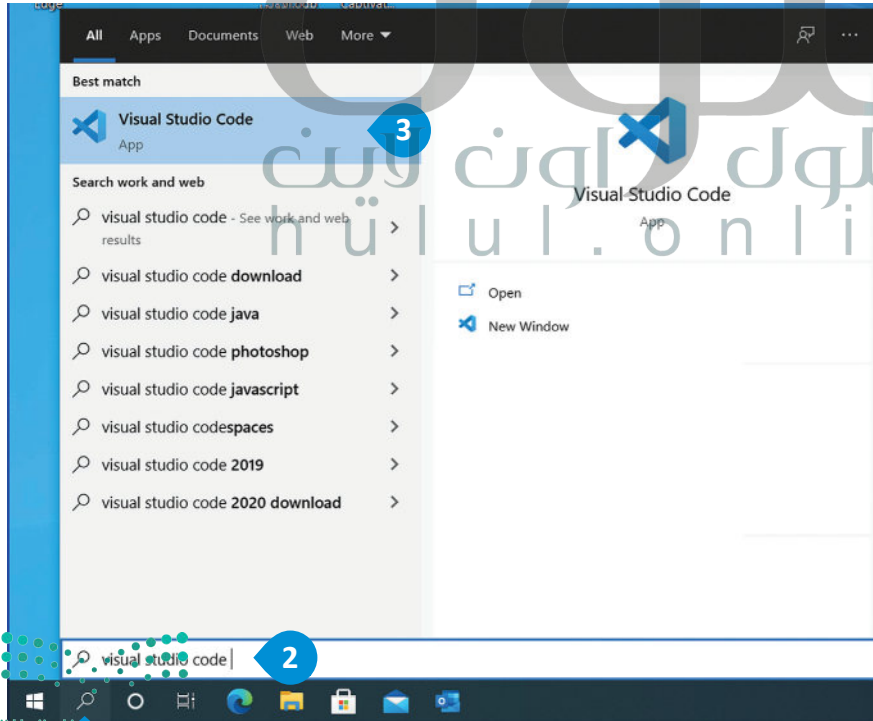 All Apps Documents Web More
Best match
Visual Studio Code
App
3
Search work and web
visual studio code - See work and web
results
visual studio code download
visual studio code java
visual studio code photoshop
visual studio code javascript
visual studio codespaces
visual studio code 2019
visual studio code 2020 download
Visual Studio Code
App
Open
New Window
حلول اون لاين
hülul.onli
visual studio code
2